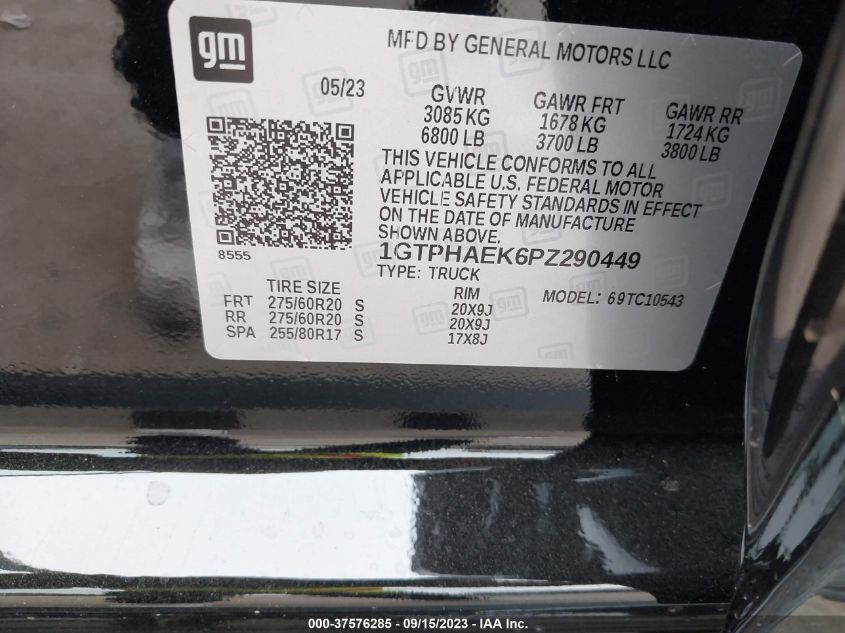 gm
MFD BY GENERAL MOTORS LLC
05/23
GVWR
3085 KG
6800 LB
GAWR FRT
1678 KG
3700 LB
GAWR RR
1724 KG
3800 LB
THIS VEHICLE CONFORMS TO ALL
APPLICABLE U.S. FEDERAL MOTOR
VEHICLE SAFETY STANDARDS IN EFFECT
ON THE DATE OF MANUFACTURE
SHOWN ABOVE.
8555
1GTPHAEK6PZ290449
TYPE: TRUCK
TIRE SIZE RIM MODEL: 69TC10543
FRT 275/60R20 S 20X9J
RR 275/60R20 S 20X9J
SPA 255/80R17 S 17X8J
000-37576285 - 09/15/2023 - IAA Inc.